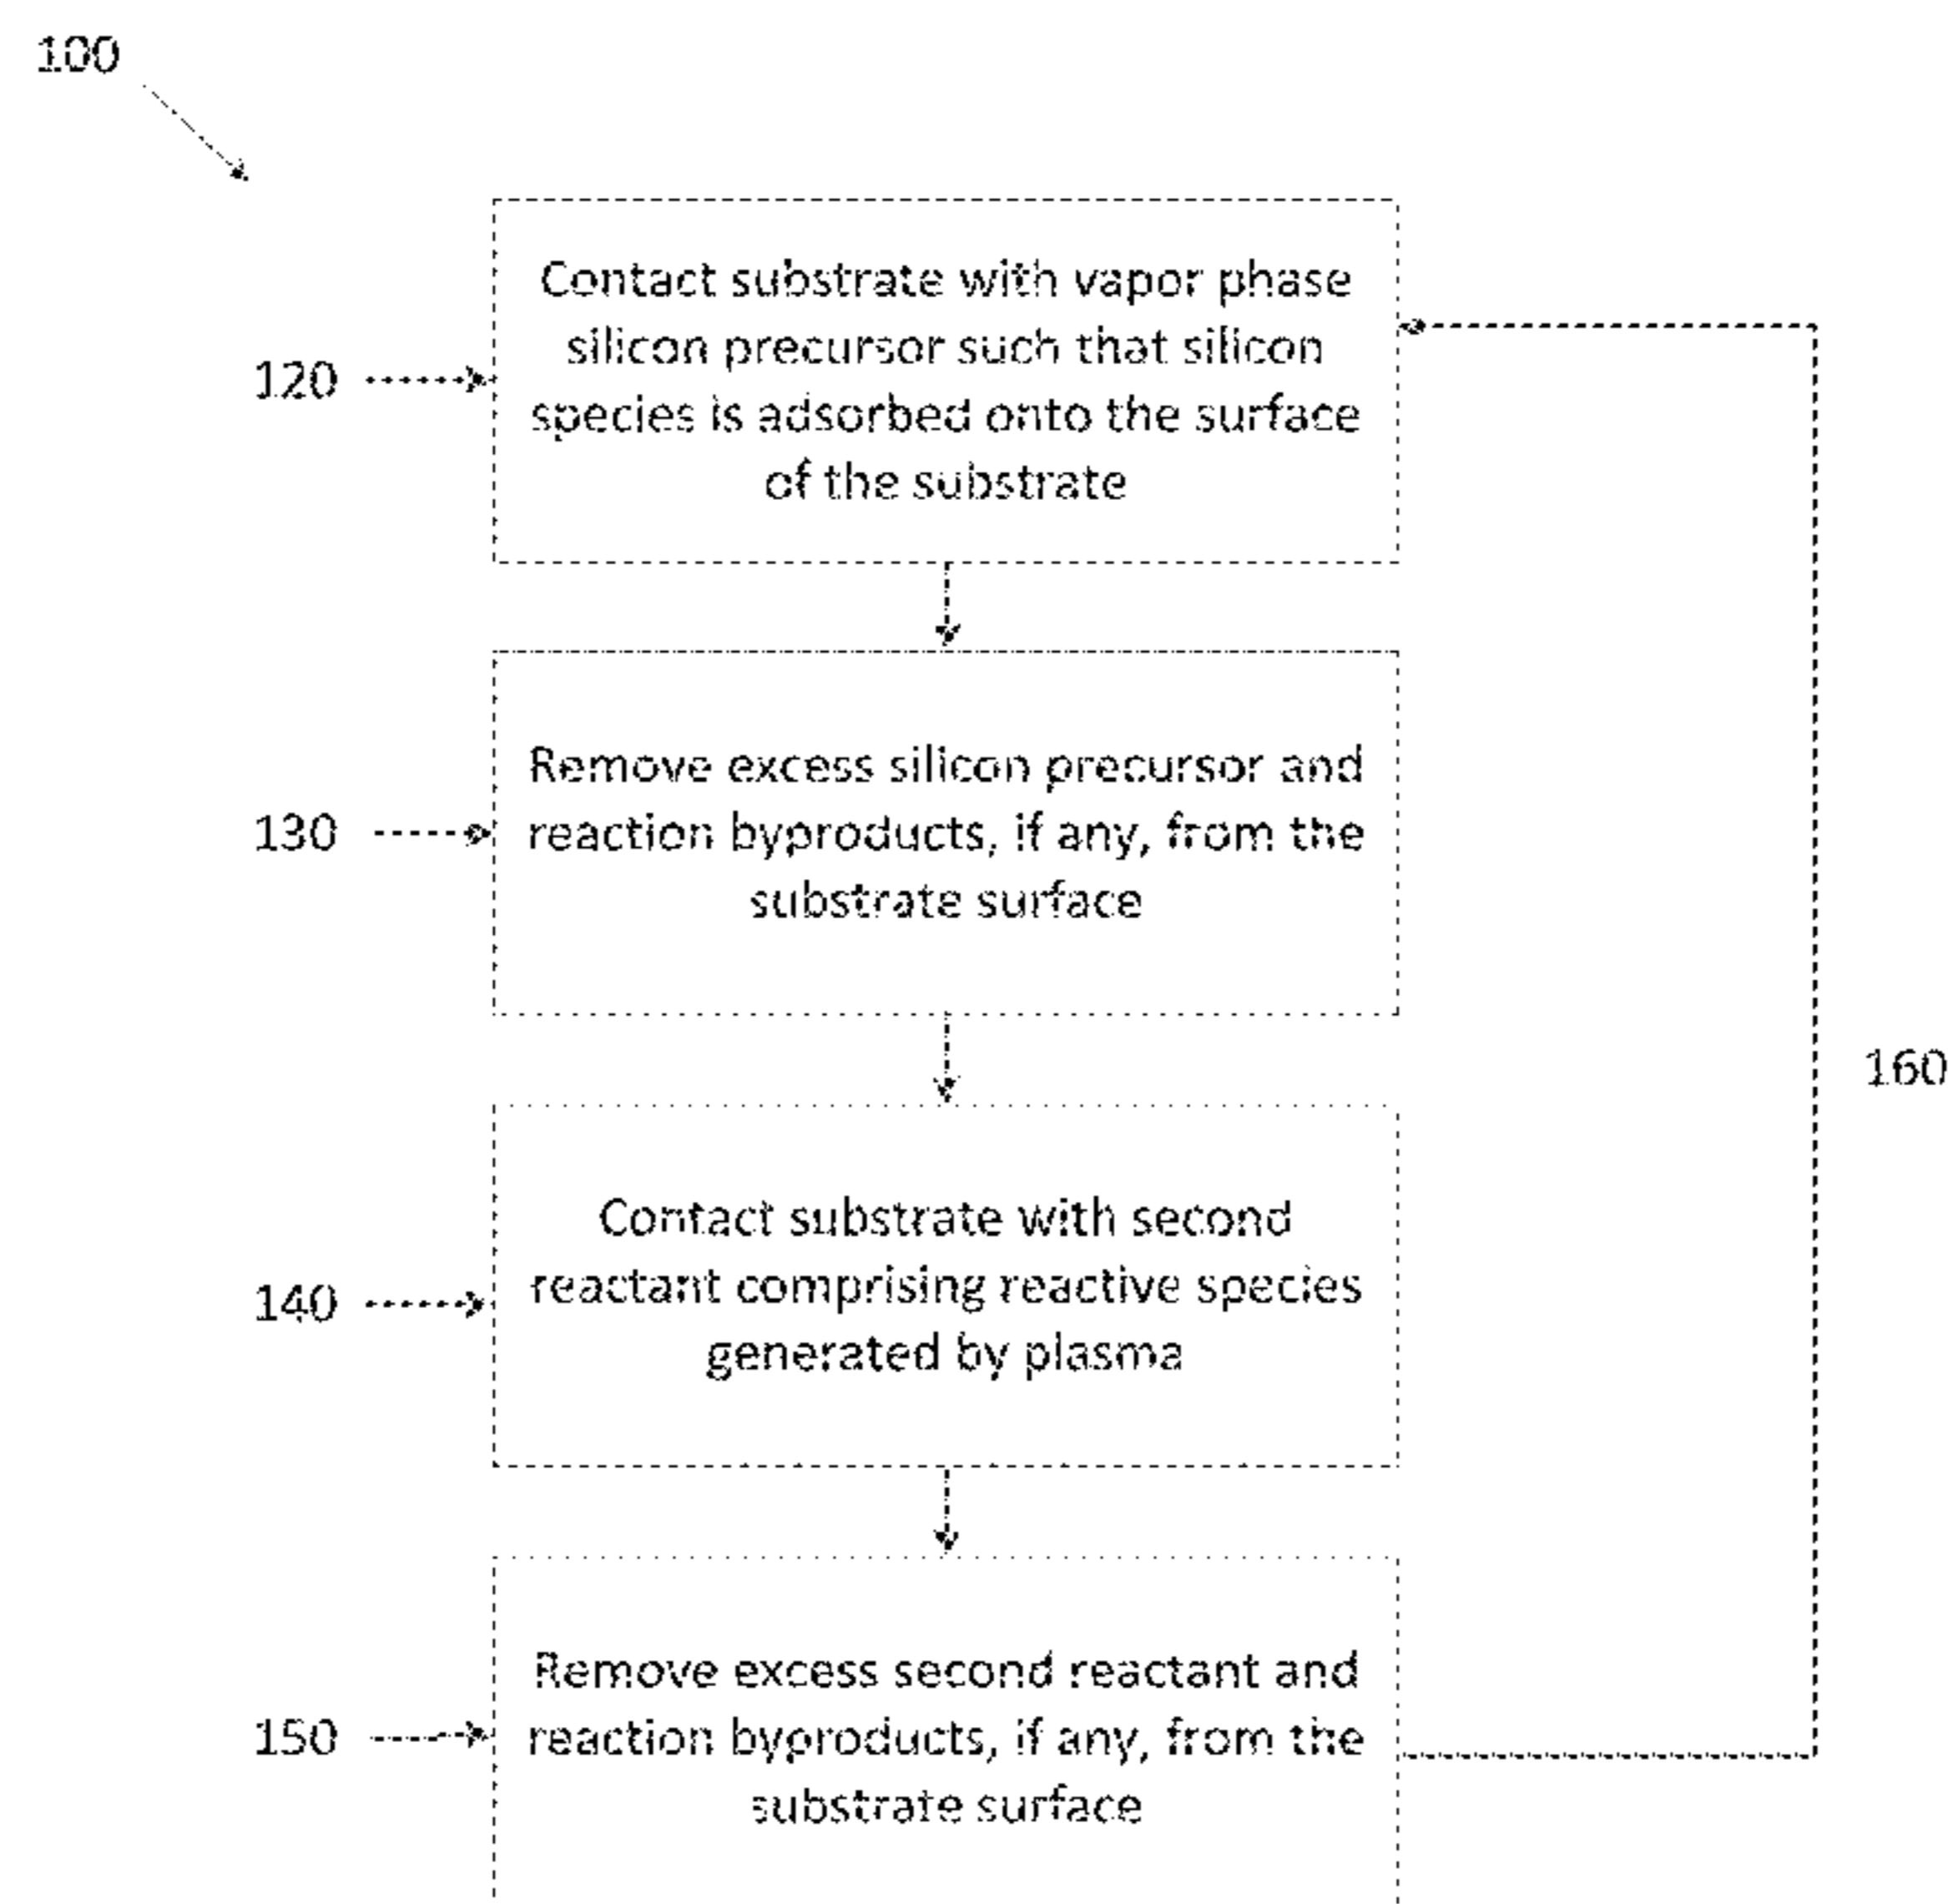 100
Contact substrate with vapor phase
silicon precursor such that silicon
species is adsorbed onto the surface
of the substrate
120
Remove excess silicon precursor and
reaction byproducts, if any, from the
substrate surface
130
160
Contact substrate with second
reactant comprising reactive species
generated by plasma
140
Remove excess second reactant and
reaction byproducts, if any, from the
substrate surface
150